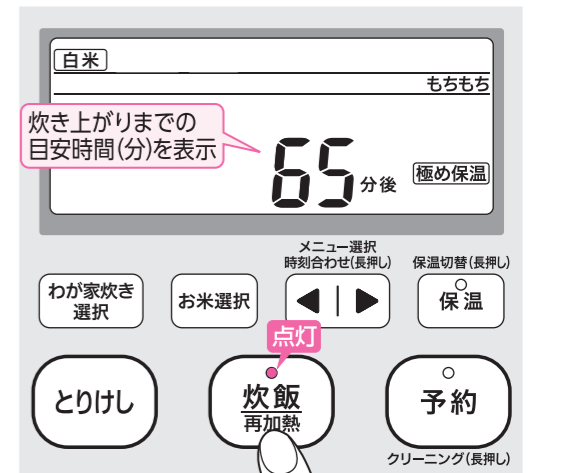 白米
もちもち
炊き上がりまでの
目安時間(分)を表示
65分後
極め保温
メニュー選択
時刻合わせ(長押し)
保温切替(長押し)
わが家炊き
選択
お米選択
保温
点灯
とりけし
炊飯
再加熱
予約
クリーニング(長押し)